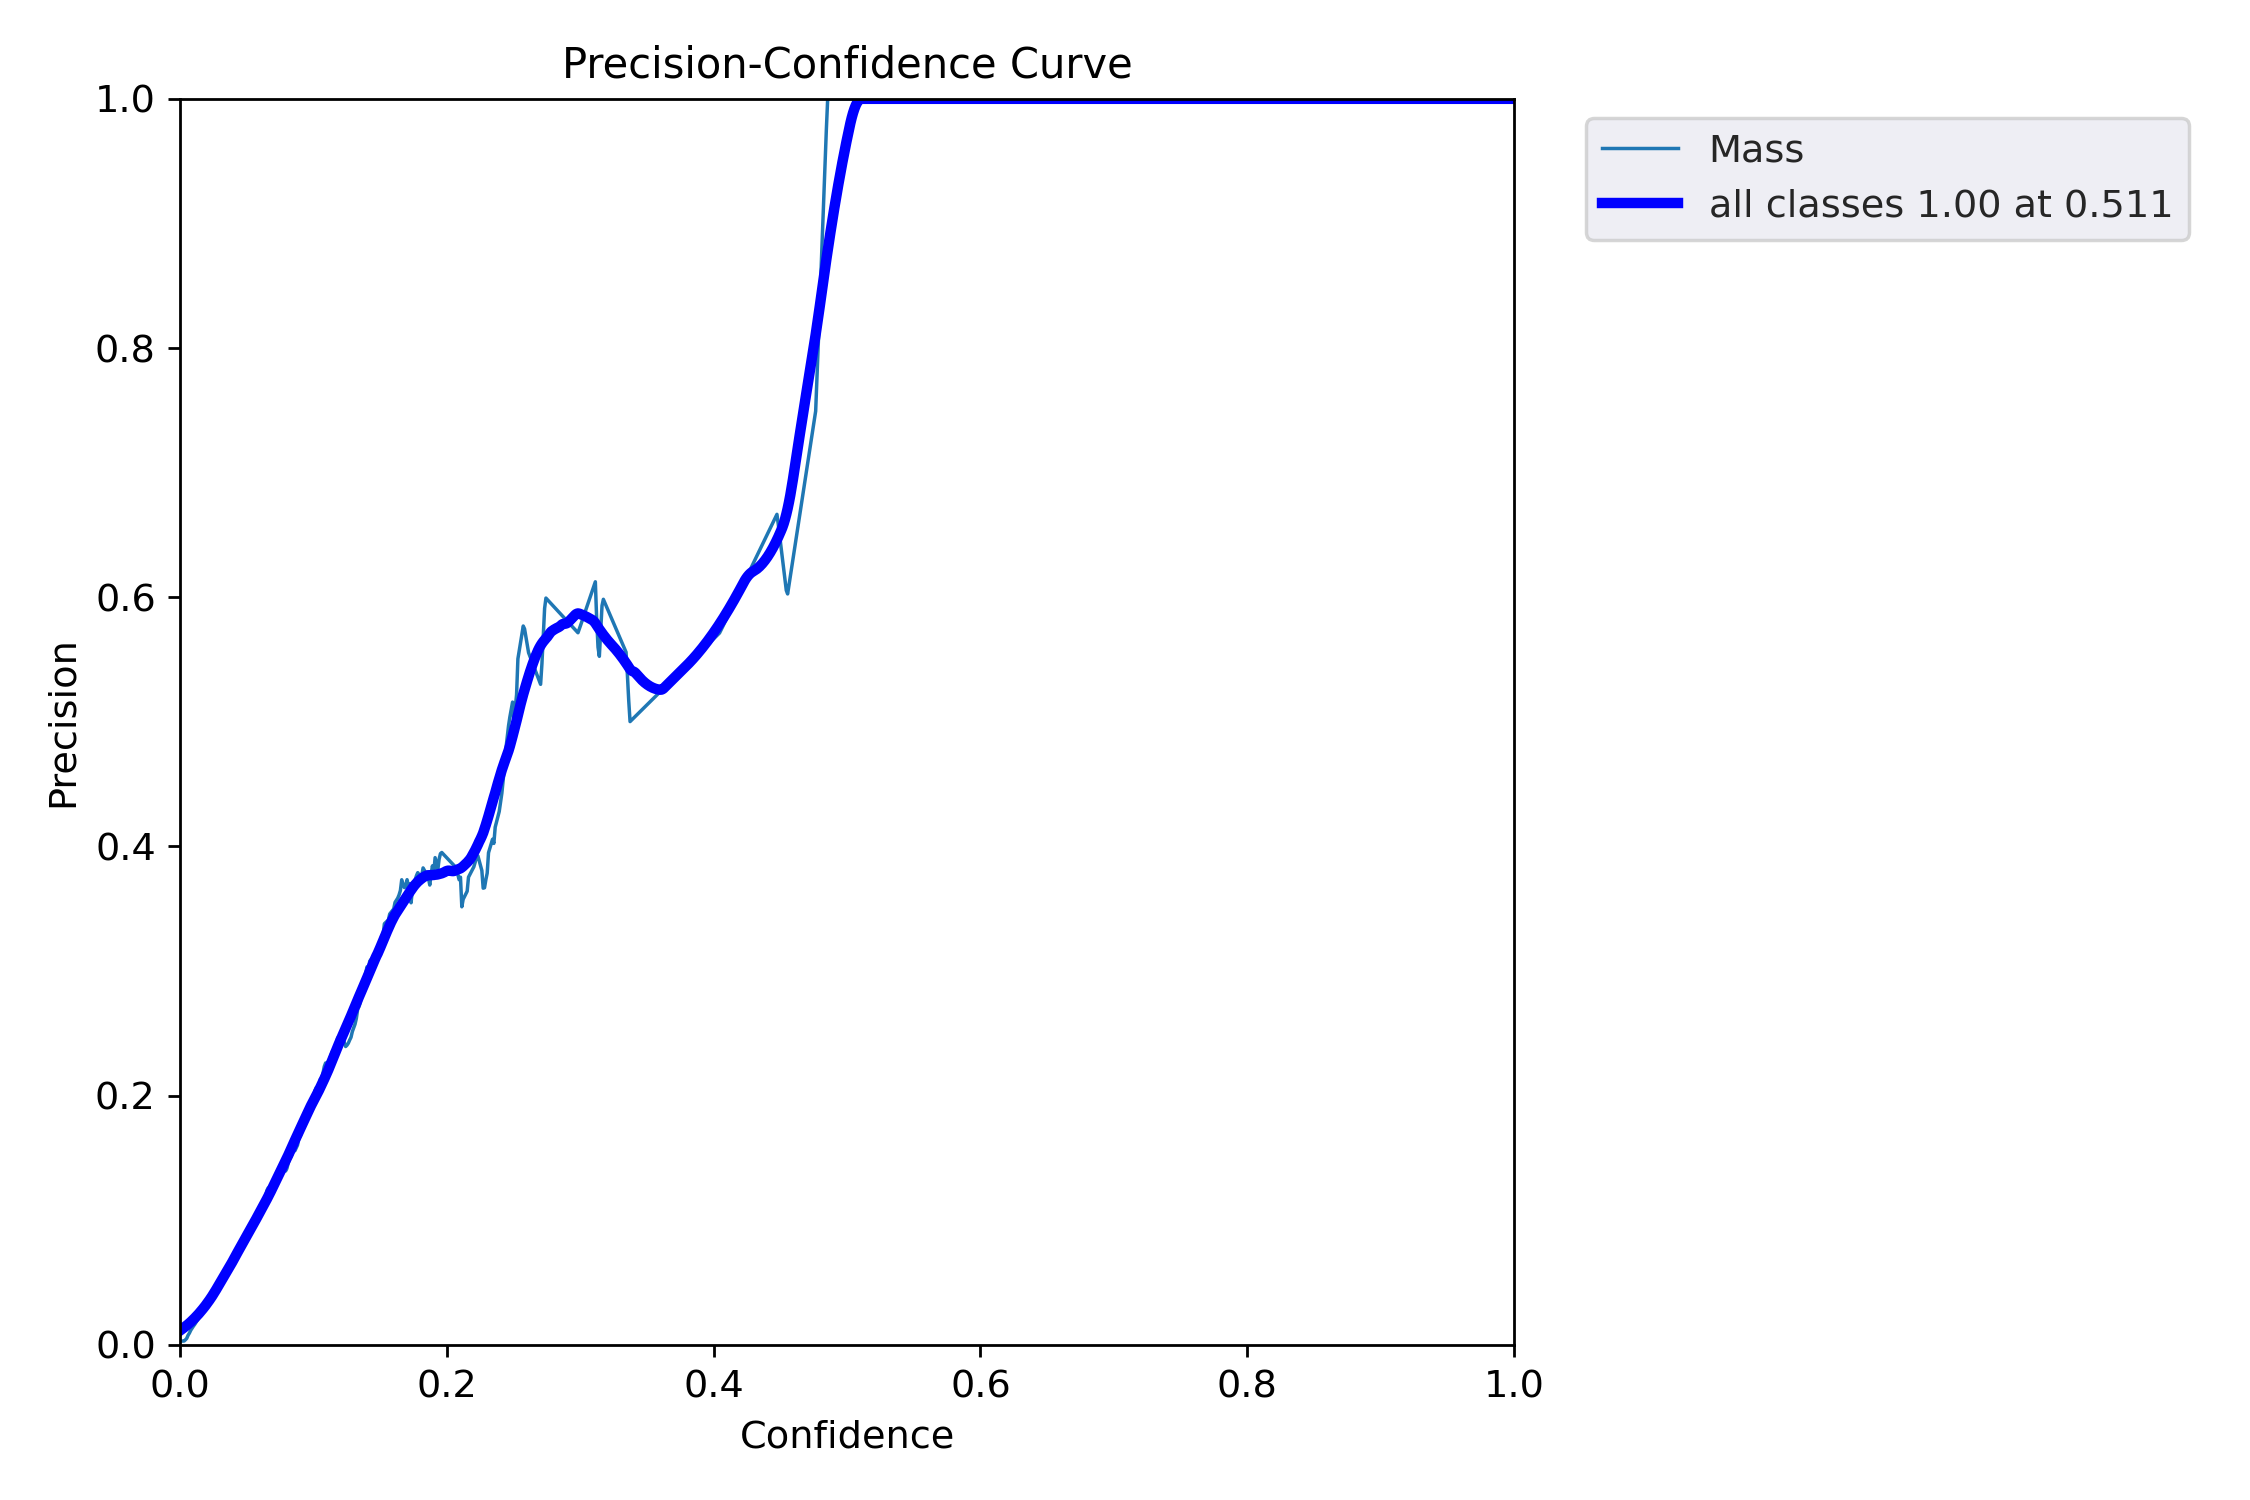 Precision-Confidence Curve
1.0
0.8
0.6
0.4
0.2
0.0
Precision
0.0 0.2 0.4 0.6 0.8 1.0
Confidence
Mass
all classes 1.00 at 0.511